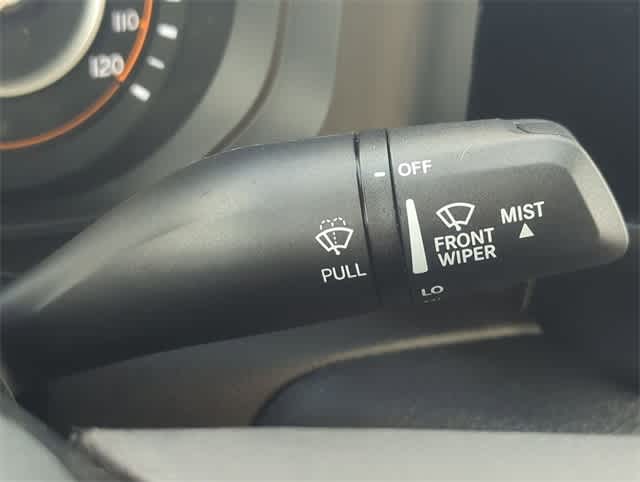 110
120
OFF
MIST
FRONT
WIPER
PULL
LO